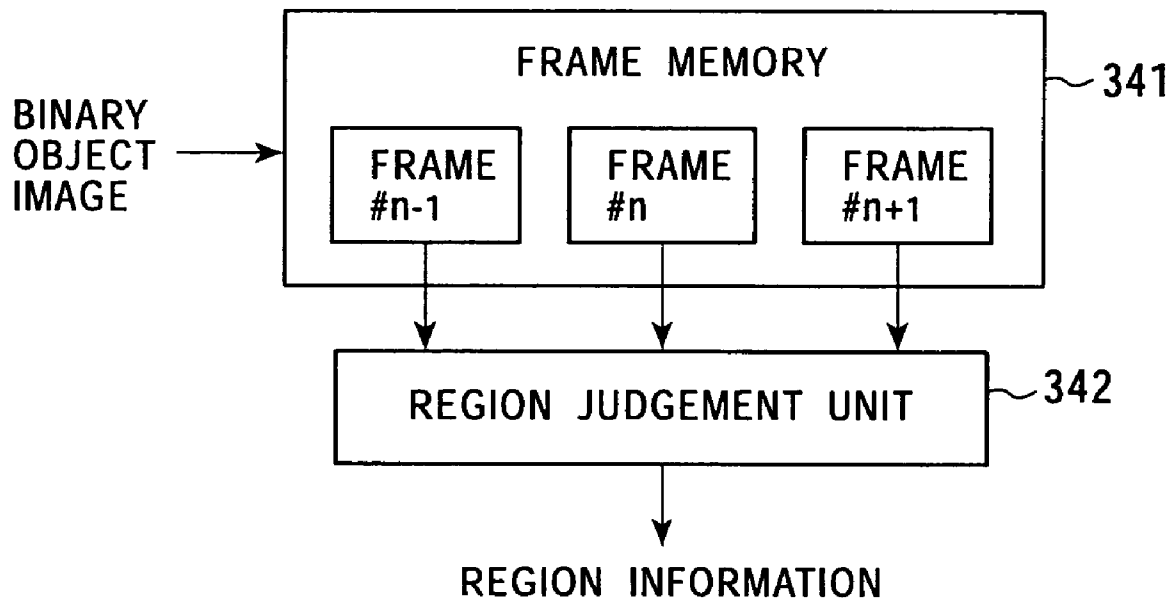 FRAME MEMORY
341
BINARY
OBJECT
IMAGE
FRAME
#n-1
FRAME
#n
FRAME
#n+1
REGION JUDGEMENT UNIT
342
REGION INFORMATION